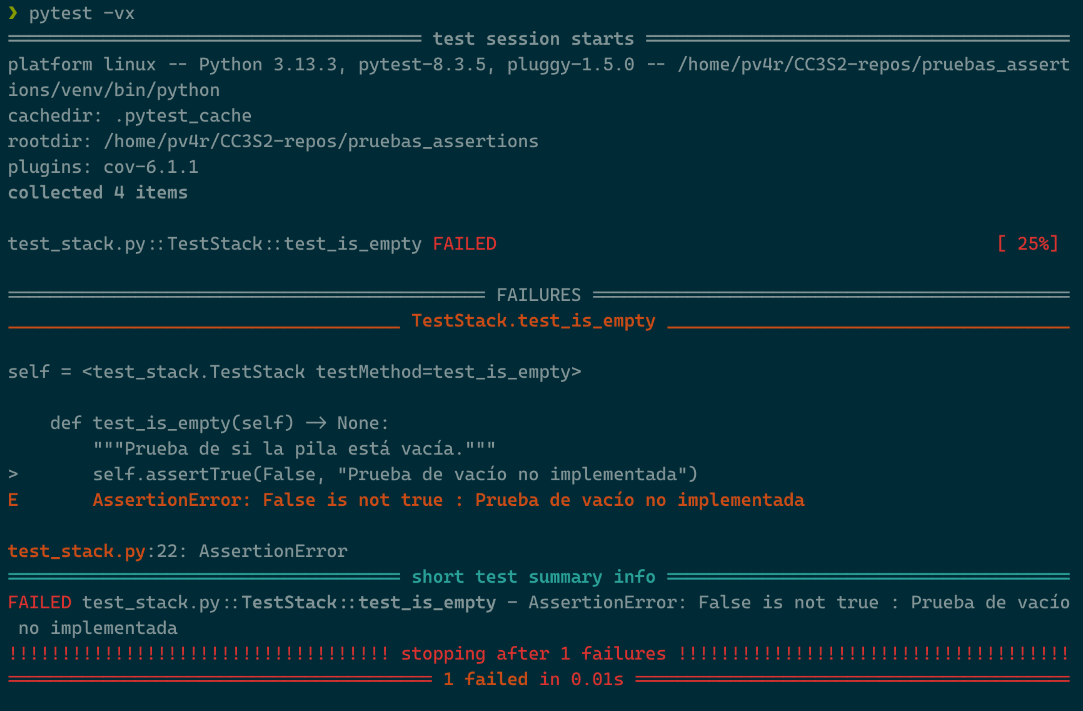 ❯ pytest -vx
======================================= test session starts ========================================
platform linux -- Python 3.13.3, pytest-8.3.5, pluggy-1.5.0 -- /home/pv4r/CC3S2-repos/pruebas_assert
ions/venv/bin/python
cachedir: .pytest_cache
rootdir: /home/pv4r/CC3S2-repos/pruebas_assertions
plugins: cov-6.1.1
collected 4 items
test_stack.py::TestStack::test_is_empty FAILED [ 25%]
============================================= FAILURES =============================================
_____________________________________ TestStack.test_is_empty ______________________________________
self = <test_stack.TestStack testMethod=test_is_empty>
    def test_is_empty(self) -> None:
        """Prueba de si la pila está vacía."""
>       self.assertTrue(False, "Prueba de vacío no implementada")
E       AssertionError: False is not true : Prueba de vacío no implementada
test_stack.py:22: AssertionError
===================================== short test summary info ======================================
FAILED test_stack.py::TestStack::test_is_empty - AssertionError: False is not true : Prueba de vacío
 no implementada
!!!!!!!!!!!!!!!!!!!!!!!!!!!!!!!!!!!! stopping after 1 failures !!!!!!!!!!!!!!!!!!!!!!!!!!!!!!!!!!!!!
======================================== 1 failed in 0.01s =========================================